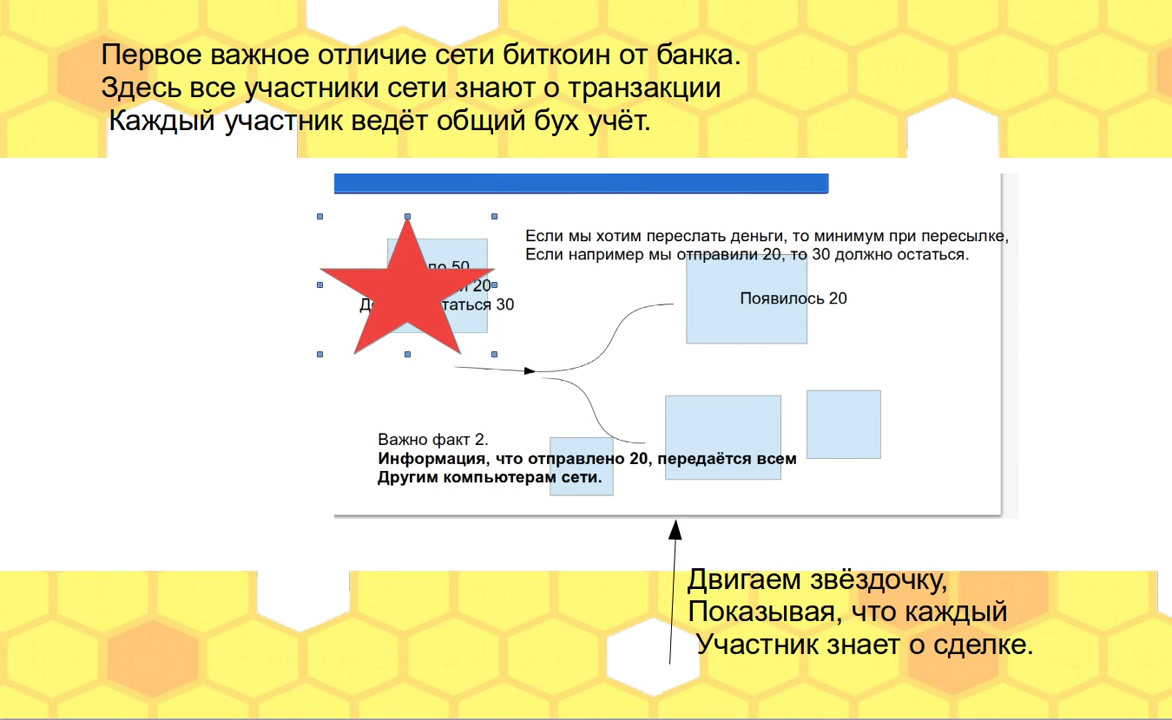 Первое важное отличие сети биткоин от банка.
Здесь все участники сети знают о транзакции
Каждый участник ведёт общий бух учёт.
Если мы хотим переслать деньги, то минимум при пересылке,
Если например мы отправили 20, то 30 должно остаться.
50
20
30
Появилось 20
Важно факт 2.
Информация, что отправлено 20, передаётся всем
Другим компьютерам сети.
Двигаем звёздочку,
Показывая, что каждый
Участник знает о сделке.